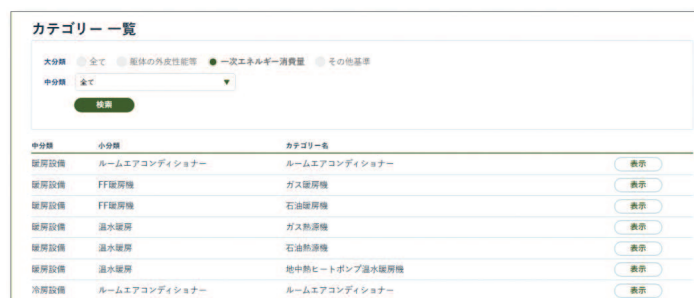 カテゴリー 一覧
大分類 全て 躯体の外皮性能等 一次エネルギー消費量 その他基準
中分類 全て ▼
検索
中分類 小分類 カテゴリー名
暖房設備 ルームエアコンディショナー ルームエアコンディショナー 表示
暖房設備 FF暖房機 ガス暖房機 表示
暖房設備 FF暖房機 石油暖房機 表示
暖房設備 温水暖房 ガス熱源機 表示
暖房設備 温水暖房 石油熱源機 表示
暖房設備 温水暖房 地中熱ヒートポンプ温水暖房機 表示
冷房設備 ルームエアコンディショナー ルームエアコンディショナー 表示